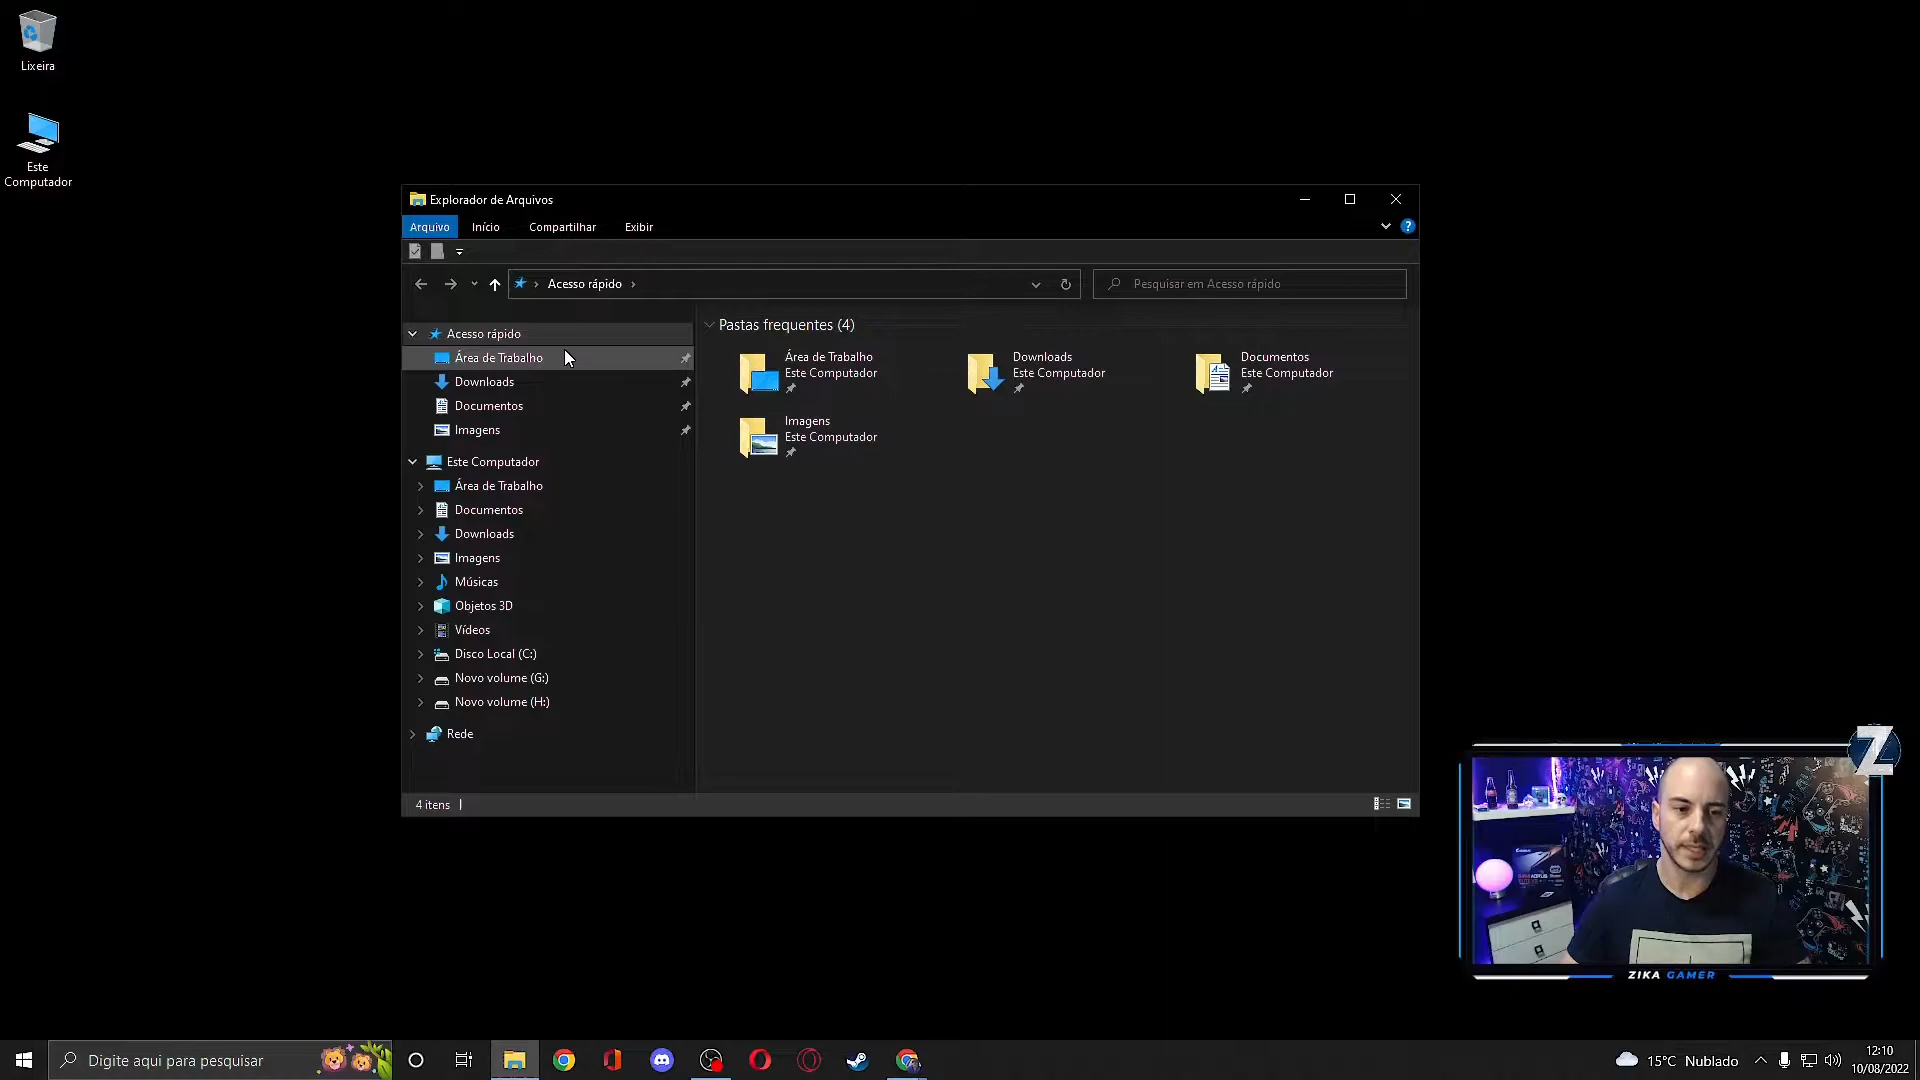 Lixeira
Este
Computador
Explorador de Arquivos
Arquivo
Início
Compartilhar
Exibir
Acesso rápido
Pesquisar em Acesso rápido
Acesso rápido
Área de Trabalho
Downloads
Documentos
Imagens
Este Computador
Área de Trabalho
Documentos
Downloads
Imagens
Músicas
Objetos 3D
Vídeos
Disco Local (C:)
Novo volume (G:)
Novo volume (H:)
Rede
Pastas frequentes (4)
Área de Trabalho
Este Computador
Downloads
Este Computador
Documentos
Este Computador
Imagens
Este Computador
4 itens
Z
ZIKA GAMER
Digite aqui para pesquisar
15°C Nublado
12:10
10/08/2022